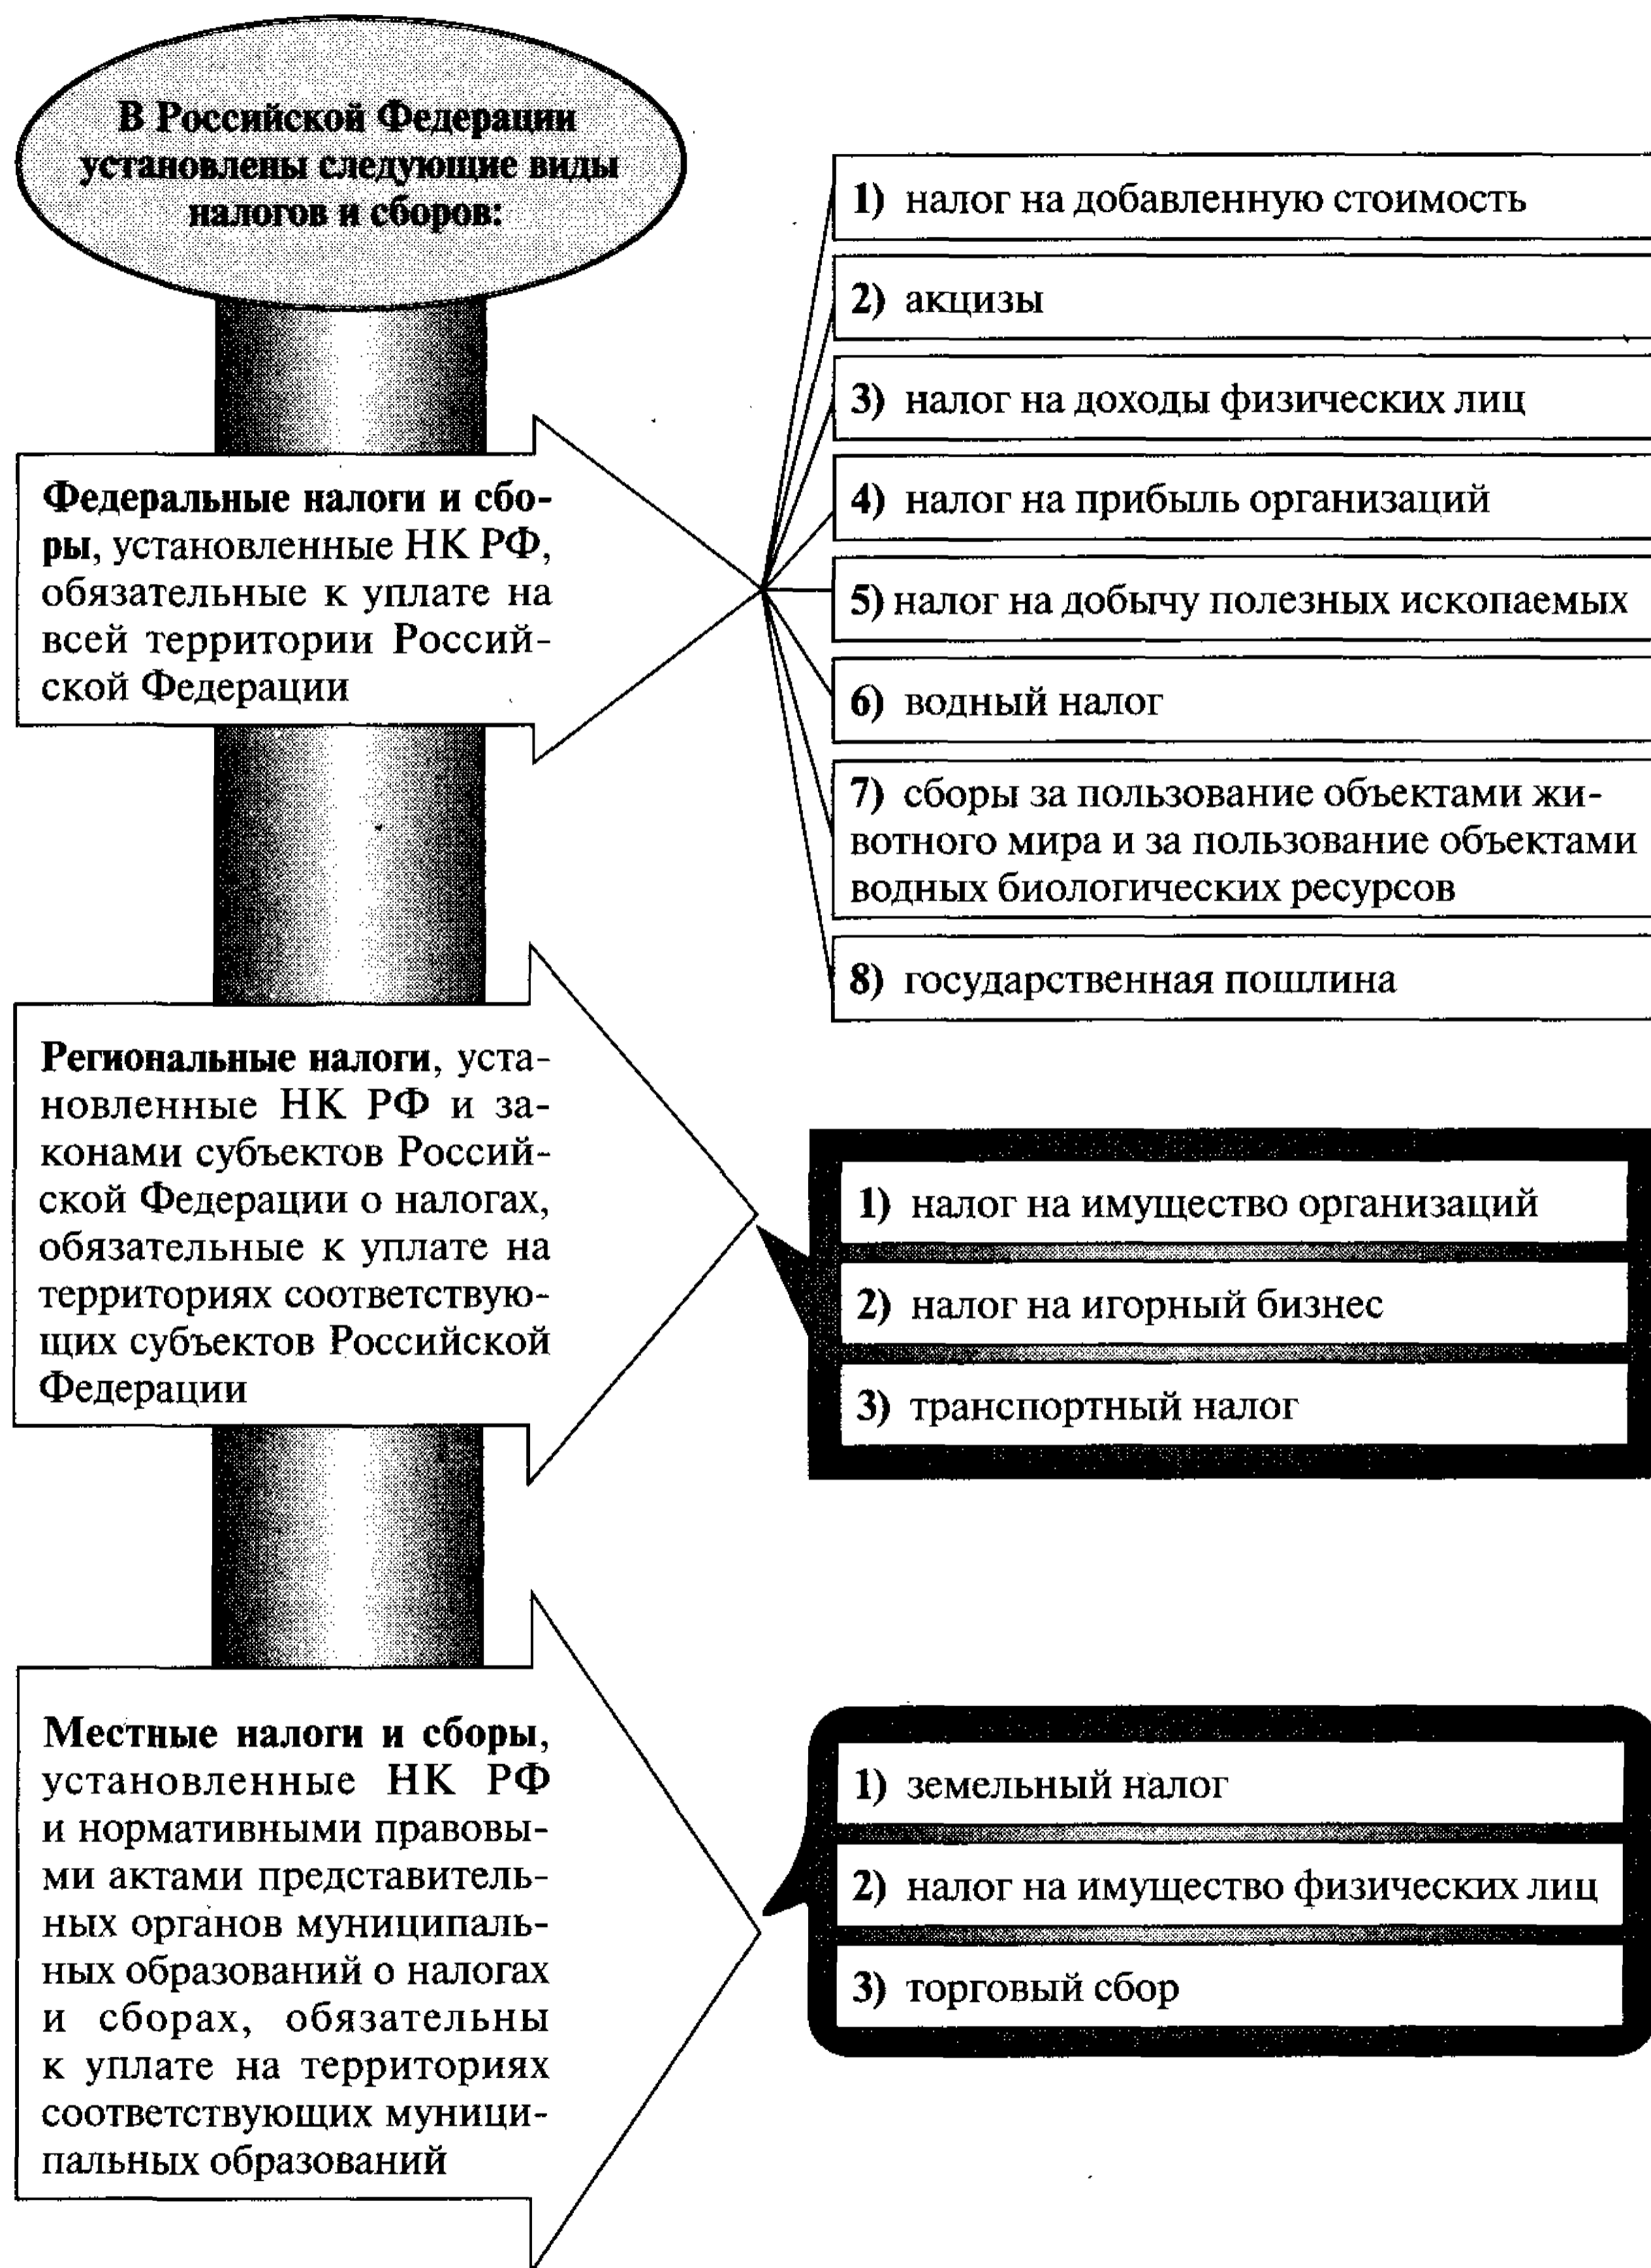 В Российской Федерации
установлены следующие виды
налогов и сборов:
Федеральные налоги и сбо-
ры, установленные НК РФ,
обязательные к уплате на
всей территории Россий-
ской Федерации
1) налог на добавленную стоимость
2) акцизы
3) налог на доходы физических лиц
4) налог на прибыль организаций
5) налог на добычу полезных ископаемых
6) водный налог
7) сборы за пользование объектами жи-
вотного мира и за пользование объектами
водных биологических ресурсов
8) государственная пошлина
Региональные налоги, уста-
новленные НК РФ и за-
конами субъектов Россий-
ской Федерации о налогах,
обязательные к уплате на
территориях соответствую-
щих субъектов Российской
Федерации
1) налог на имущество организаций
2) налог на игорный бизнес
3) транспортный налог
Местные налоги и сборы,
установленные НК РФ
и нормативными правовы-
ми актами представитель-
ных органов муниципаль-
ных образований о налогах
и сборах, обязательны
к уплате на территориях
соответствующих муници-
пальных образований
1) земельный налог
2) налог на имущество физических лиц
3) торговый сбор